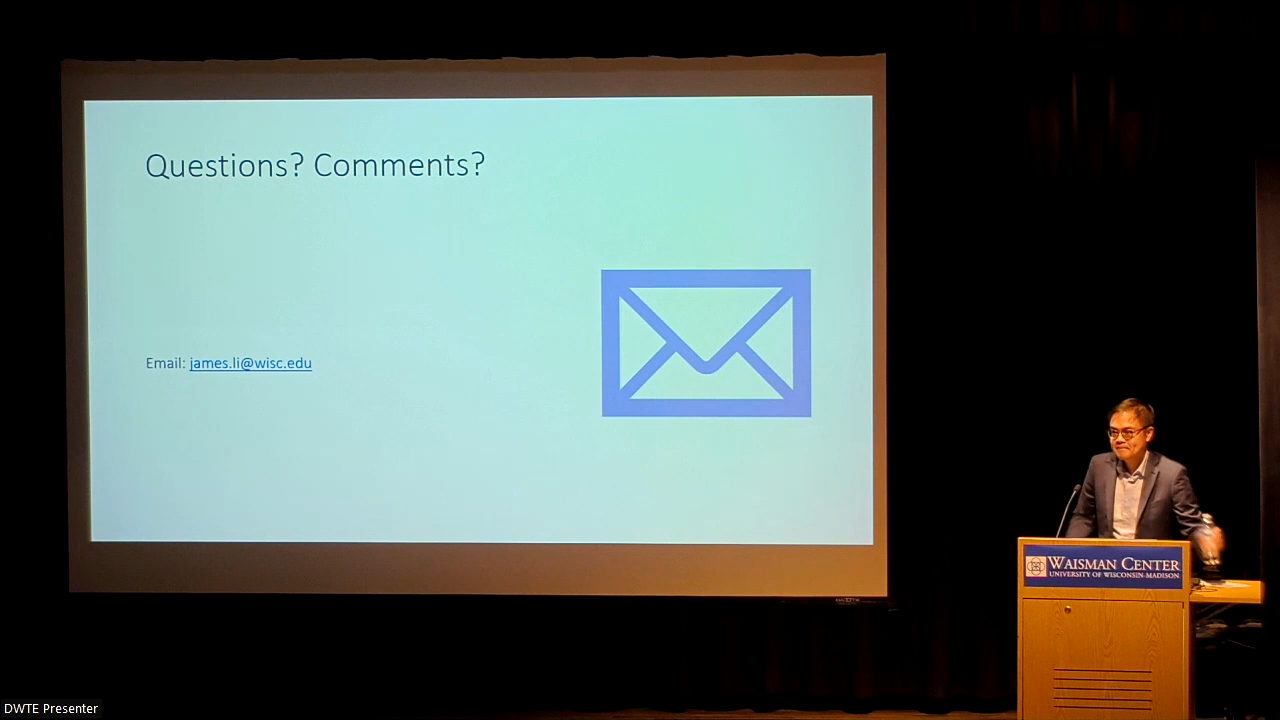 Questions? Comments?
Email: james.li@wisc.edu
WAISMAN CENTER
UNIVERSITY OF WISCONSIN-MADISON
DWTE Presenter